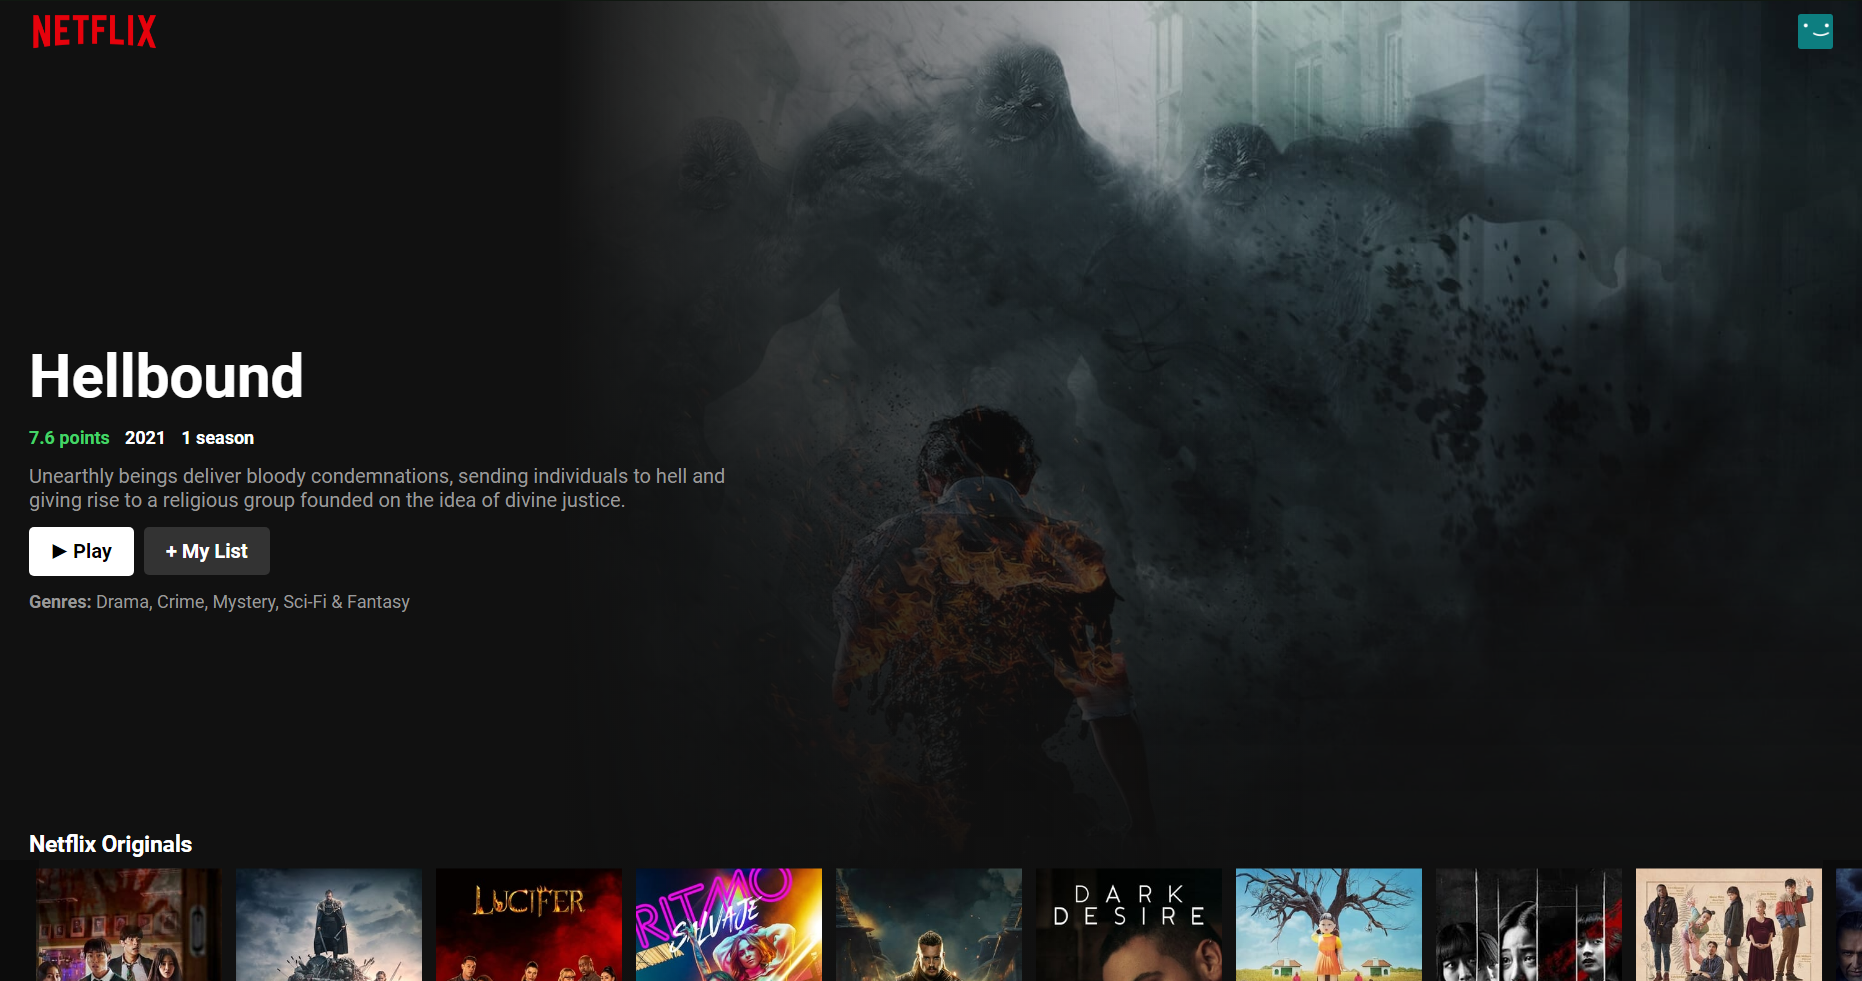 NETFLIX
Hellbound
7.6 points 2021 1 season
Unearthly beings deliver bloody condemnations, sending individuals to hell and
giving rise to a religious group founded on the idea of divine justice.
▶ Play + My List
Genres: Drama, Crime, Mystery, Sci-Fi & Fantasy
Netflix Originals
LUCIFER
RITMO
SALVAJE
DARK
DESIRE